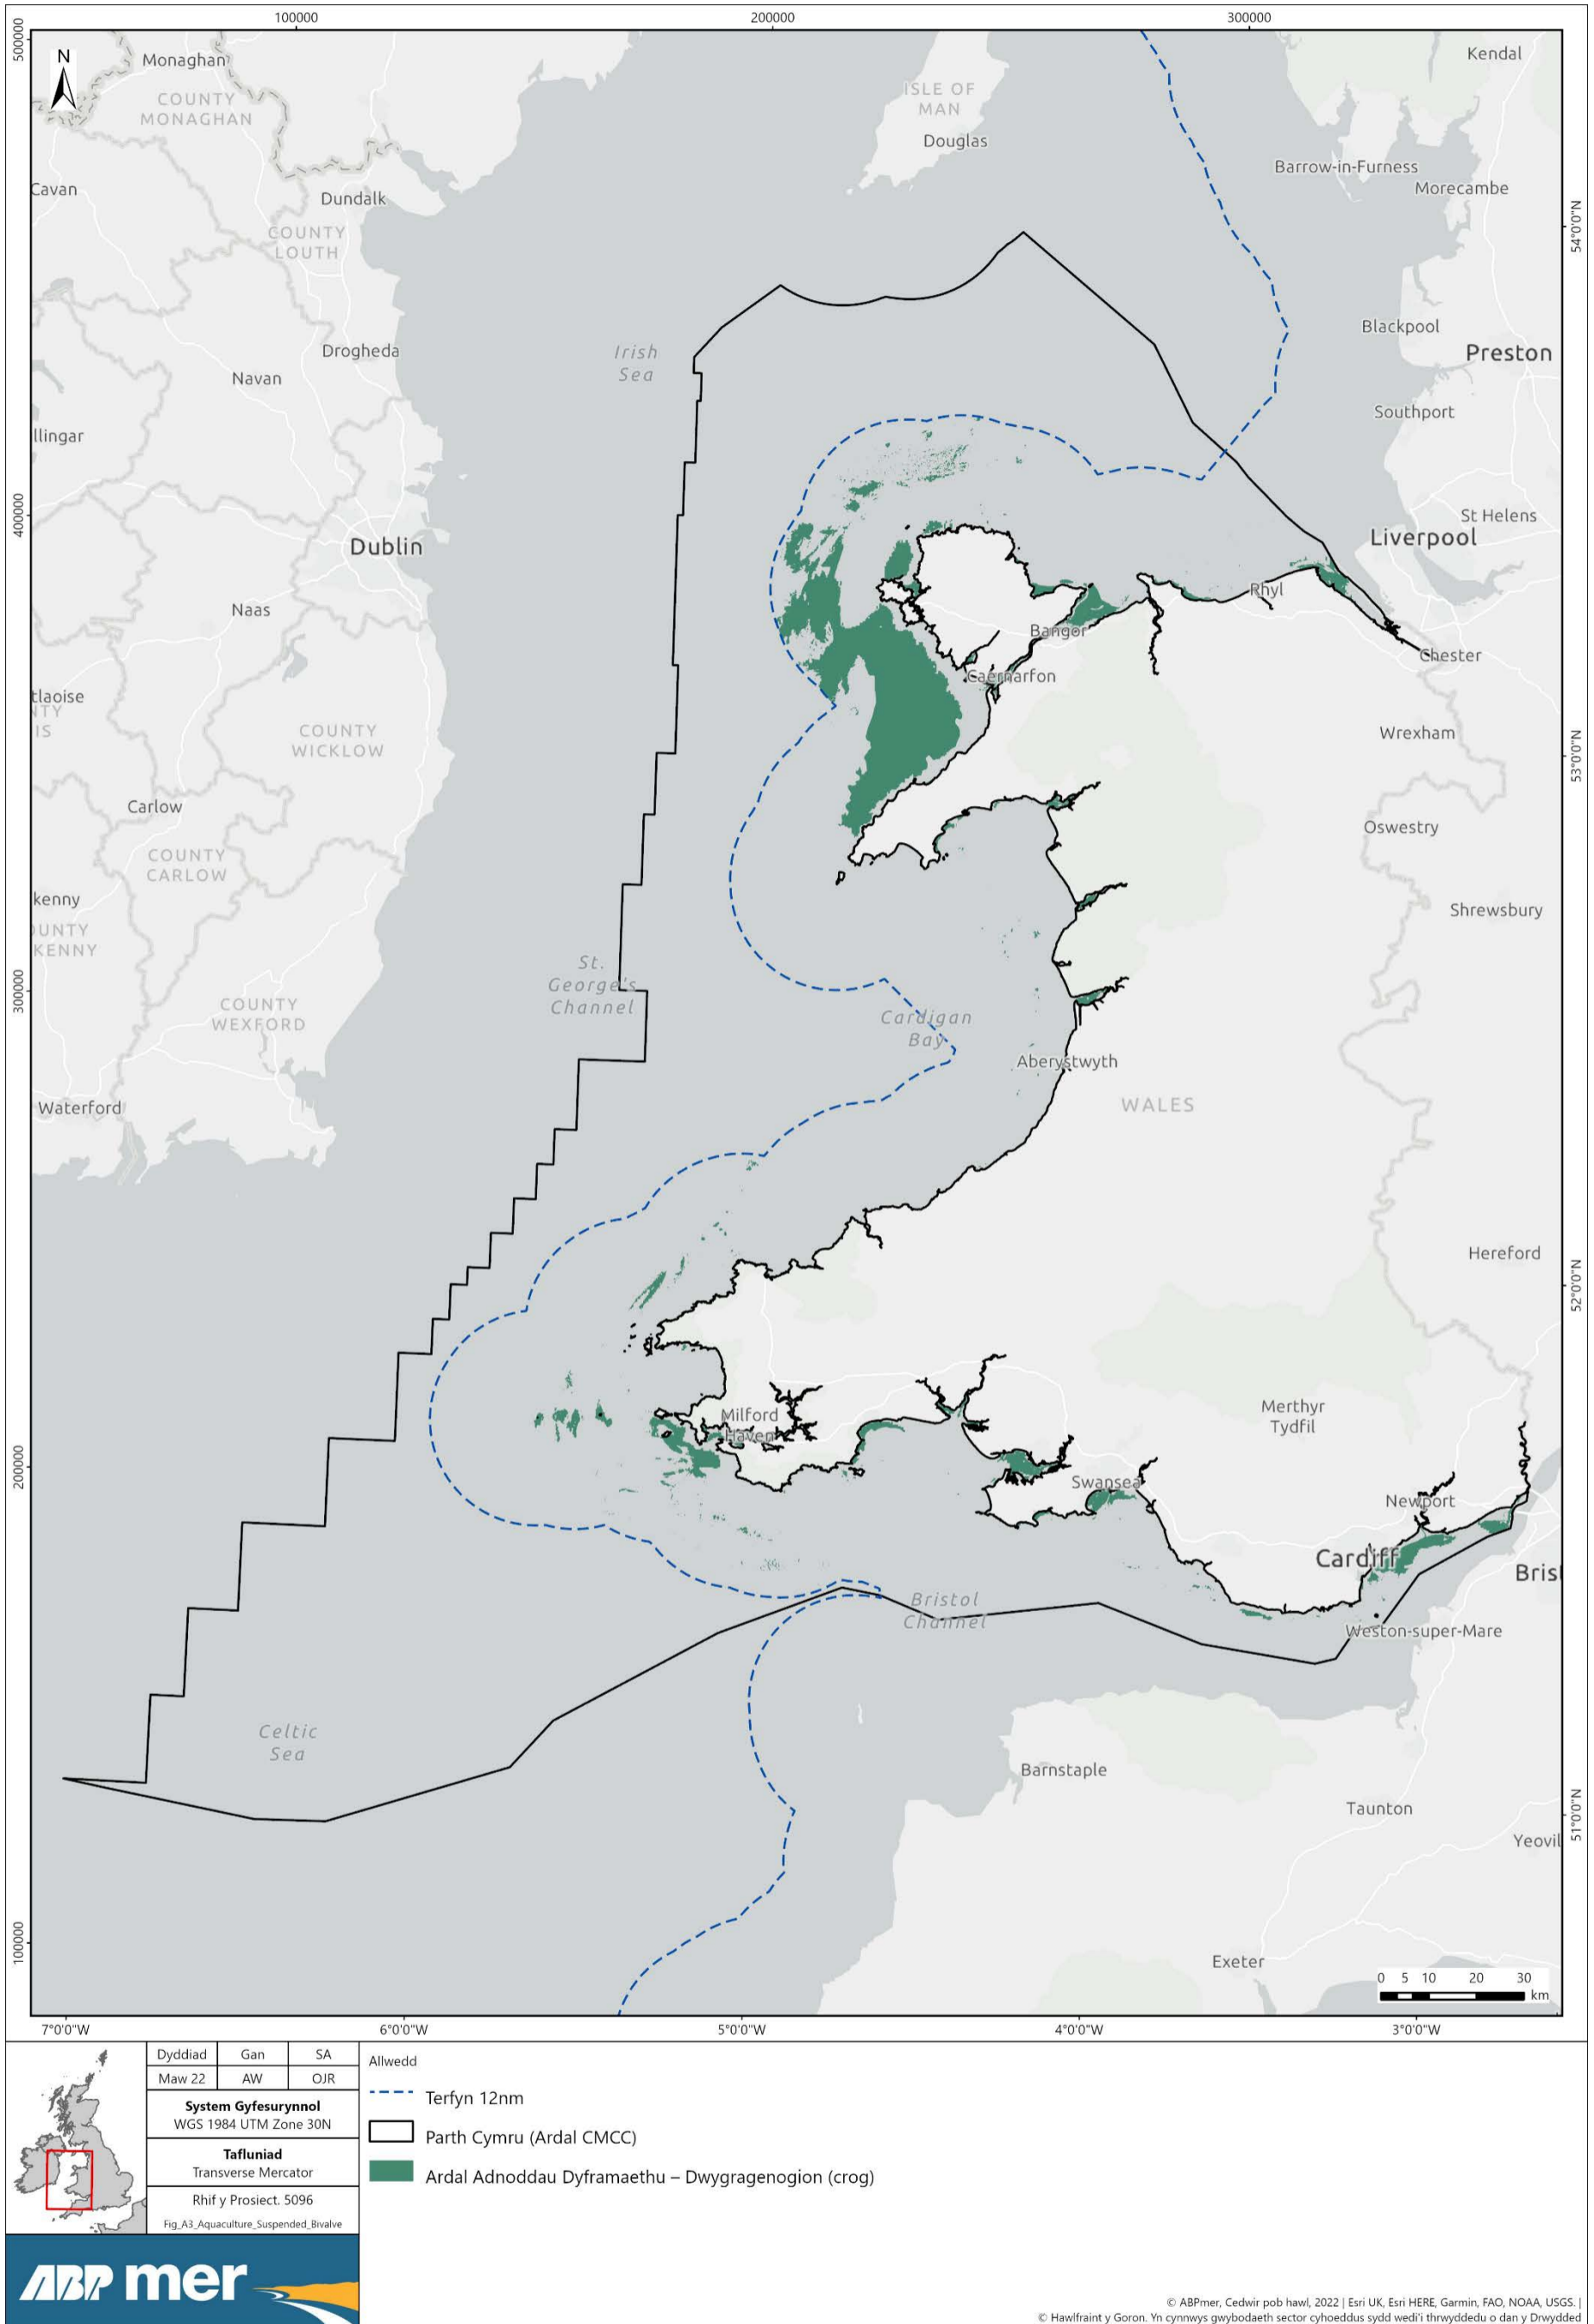 100000
200000
300000
500000
400000
300000
200000
100000
54°0'0"N
53°0'0"N
52°0'0"N
51°0'0"N
N
Monaghan
COUNTY
MONAGHAN
Cavan
Dundalk
COUNTY
LOUTH
ISLE OF
MAN
Douglas
Kendal
Barrow-in-Furness
Morecambe
Drogheda
Navan
llingar
Irish
Sea
Blackpool
Preston
Southport
St Helens
Liverpool
Dublin
Naas
Rhyl
Bangor
Caernarfon
Chester
Wrexham
tlaoise
NTY
IS
COUNTY
WICKLOW
Carlow
COUNTY
CARLOW
Oswestry
kenny
OUNTY
KENNY
Shrewsbury
St.
George's
Channel
COUNTY
WEXFORD
Cardigan
Bay
Aberystwyth
WALES
Waterford
Hereford
Milford
Haven
Merthyr
Tydfil
Swansea
Newport
Cardiff
Bris
Bristol
Channel
Weston-super-Mare
Celtic
Sea
Barnstaple
Taunton
Yeovil
Exeter
0 5 10 20 30
km
7°0'0"W
6°0'0"W
5°0'0"W
4°0'0"W
3°0'0"W
Dyddiad Gan SA
Maw 22 AW OJR
System Gyfesurynnol
WGS 1984 UTM Zone 30N
Tafluniad
Transverse Mercator
Rhif y Prosiect. 5096
Fig_A3_Aquaculture_Suspended_Bivalve
ABP mer
Allwedd
Terfyn 12nm
Parth Cymru (Ardal CMCC)
Ardal Adnoddau Dyframaethu – Dwygragenogion (crog)
© ABPmer, Cedwir pob hawl, 2022 | Esri UK, Esri HERE, Garmin, FAO, NOAA, USGS. |
© Hawlfraint y Goron. Yn cynnwys gwybodaeth sector cyhoeddus sydd wedi'i thrwyddedu o dan y Drwydded